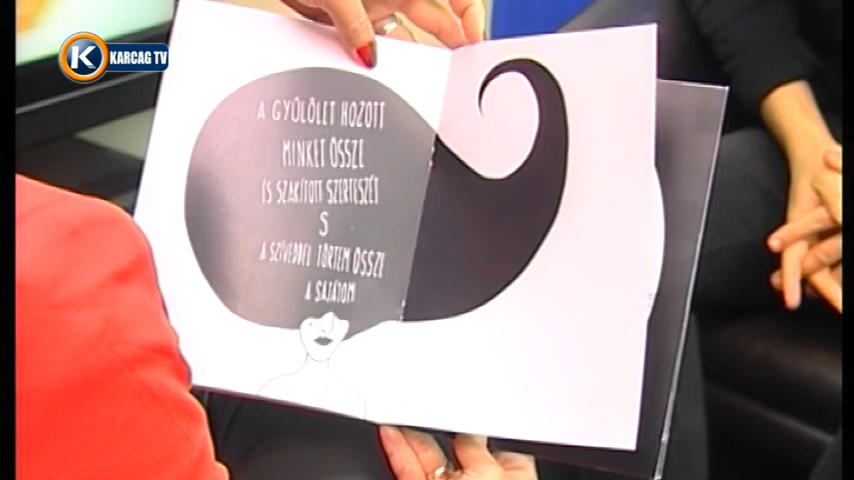 K KARCAG TV
A GYŰLÖLET HOZOTT
MINKET ÖSSZE
ÉS SZAKÍTOTT SZERTESZÉT
S
A SZÍVEDDEL TÖRTEM ÖSSZE
A SAJÁTOM